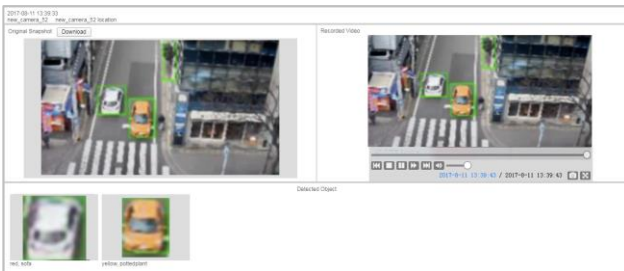 2017-08-11 13:39:33
new_camera_52 new_camera_52 location
Original Snapshot Download
Recorded Video
2017-8-11 13:39:43 / 2017-8-11 13:39:43
Detected Object
red, sofa
yellow, pottedplant